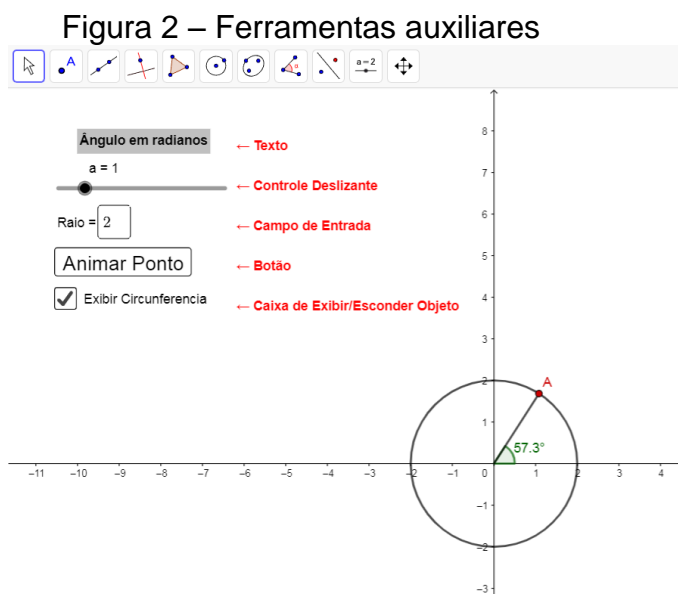 Figura 2 – Ferramentas auxiliares
A
a = 2
Ângulo em radianos
← Texto
a = 1
← Controle Deslizante
Raio = 2
← Campo de Entrada
Animar Ponto
← Botão
Exibir Circunferencia
← Caixa de Exibir/Esconder Objeto
8
7
6
5
4
3
2
A
1
57.3°
–11 –10 –9 –8 –7 –6 –5 –4 –3 –2 –1 0 1 2 3 4
–1
–2
–3